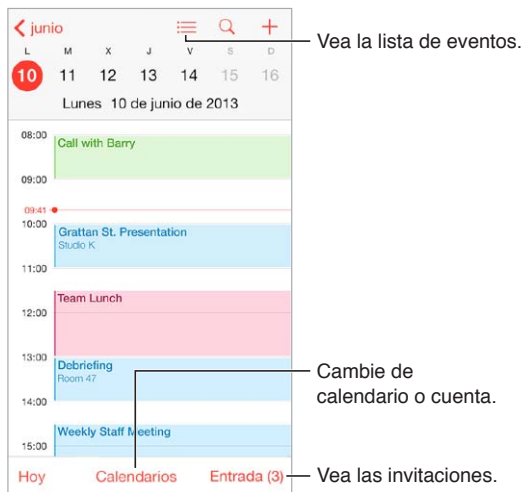 junio
Vea la lista de eventos.
L M X J V S D
10 11 12 13 14 15 16
Lunes 10 de junio de 2013
08:00
Call with Barry
09:00
09:41
10:00
Grattan St. Presentation
Studio K
11:00
Team Lunch
12:00
13:00
Debriefing
Room 47
Cambie de
calendario o cuenta.
14:00
Weekly Staff Meeting
15:00
Hoy Calendarios Entrada (3)
Vea las invitaciones.